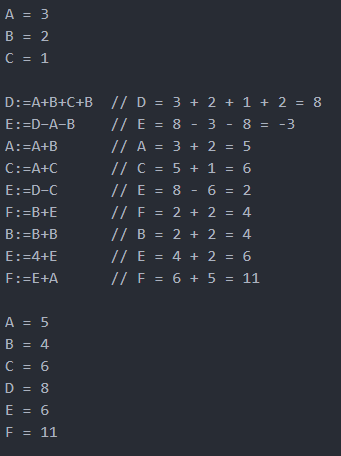 A = 3
B = 2
C = 1
D:=A+B+C+B // D = 3 + 2 + 1 + 2 = 8
E:=D-A-B // E = 8 - 3 - 8 = -3
A:=A+B // A = 3 + 2 = 5
C:=A+C // C = 5 + 1 = 6
E:=D-C // E = 8 - 6 = 2
F:=B+E // F = 2 + 2 = 4
B:=B+B // B = 2 + 2 = 4
E:=4+E // E = 4 + 2 = 6
F:=E+A // F = 6 + 5 = 11
A = 5
B = 4
C = 6
D = 8
E = 6
F = 11